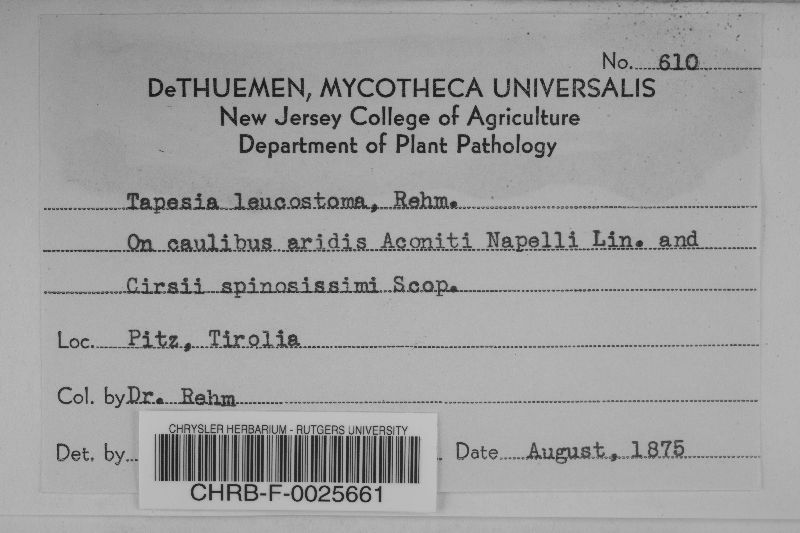 No. 610
DeTHUEMEN, MYCOTHECA UNIVERSALIS
New Jersey College of Agriculture
Department of Plant Pathology
Tapesia leucostoma, Rehm.
On caulibus aridis Aconiti Napelli Lin. and
Cirsii spinosissimi Scop.
Loc. Pitz, Tirolia
Col. by Dr. Rehm
Det. by Date August, 1875
CHRYSLER HERBARIUM - RUTGERS UNIVERSITY
CHRB-F-0025661